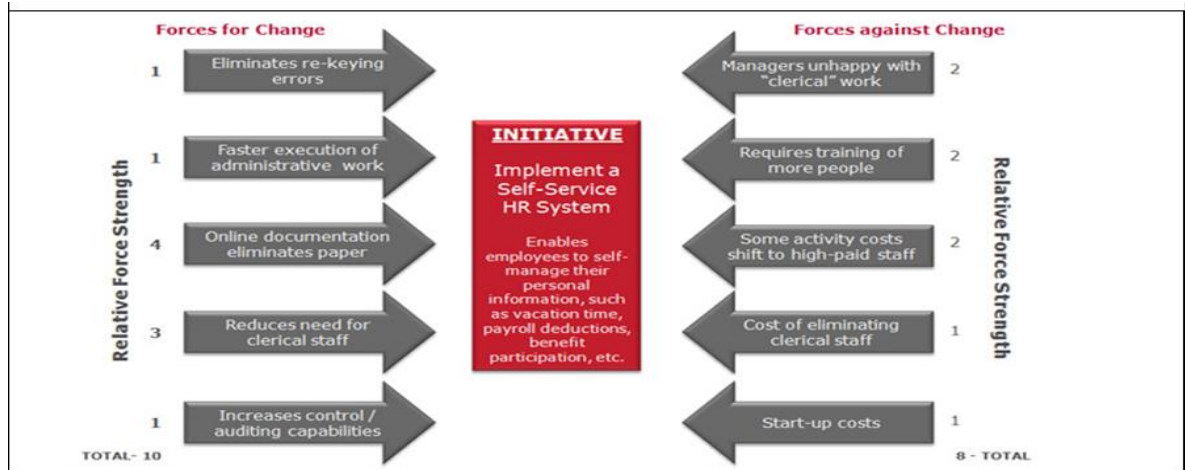 Forces for Change
Forces against Change
Relative Force Strength
1
Eliminates re-keying
errors
1
Faster execution of
administrative work
4
Online documentation
eliminates paper
3
Reduces need for
clerical staff
1
Increases control /
auditing capabilities
TOTAL- 10
INITIATIVE
Implement a
Self-Service
HR System
Enables
employees to self-
manage their
personal
information, such
as vacation time,
payroll deductions,
benefit
participation, etc.
Managers unhappy with
“clerical” work
2
Requires training of
more people
2
Some activity costs
shift to high-paid staff
2
Cost of eliminating
clerical staff
1
Start-up costs
1
8 - TOTAL
Relative Force Strength